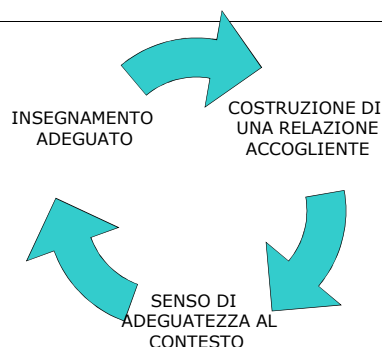 INSEGNAMENTO
ADEGUATO
COSTRUZIONE DI
UNA RELAZIONE
ACCOGLIENTE
SENSO DI
ADEGUATEZZA AL
CONTESTO